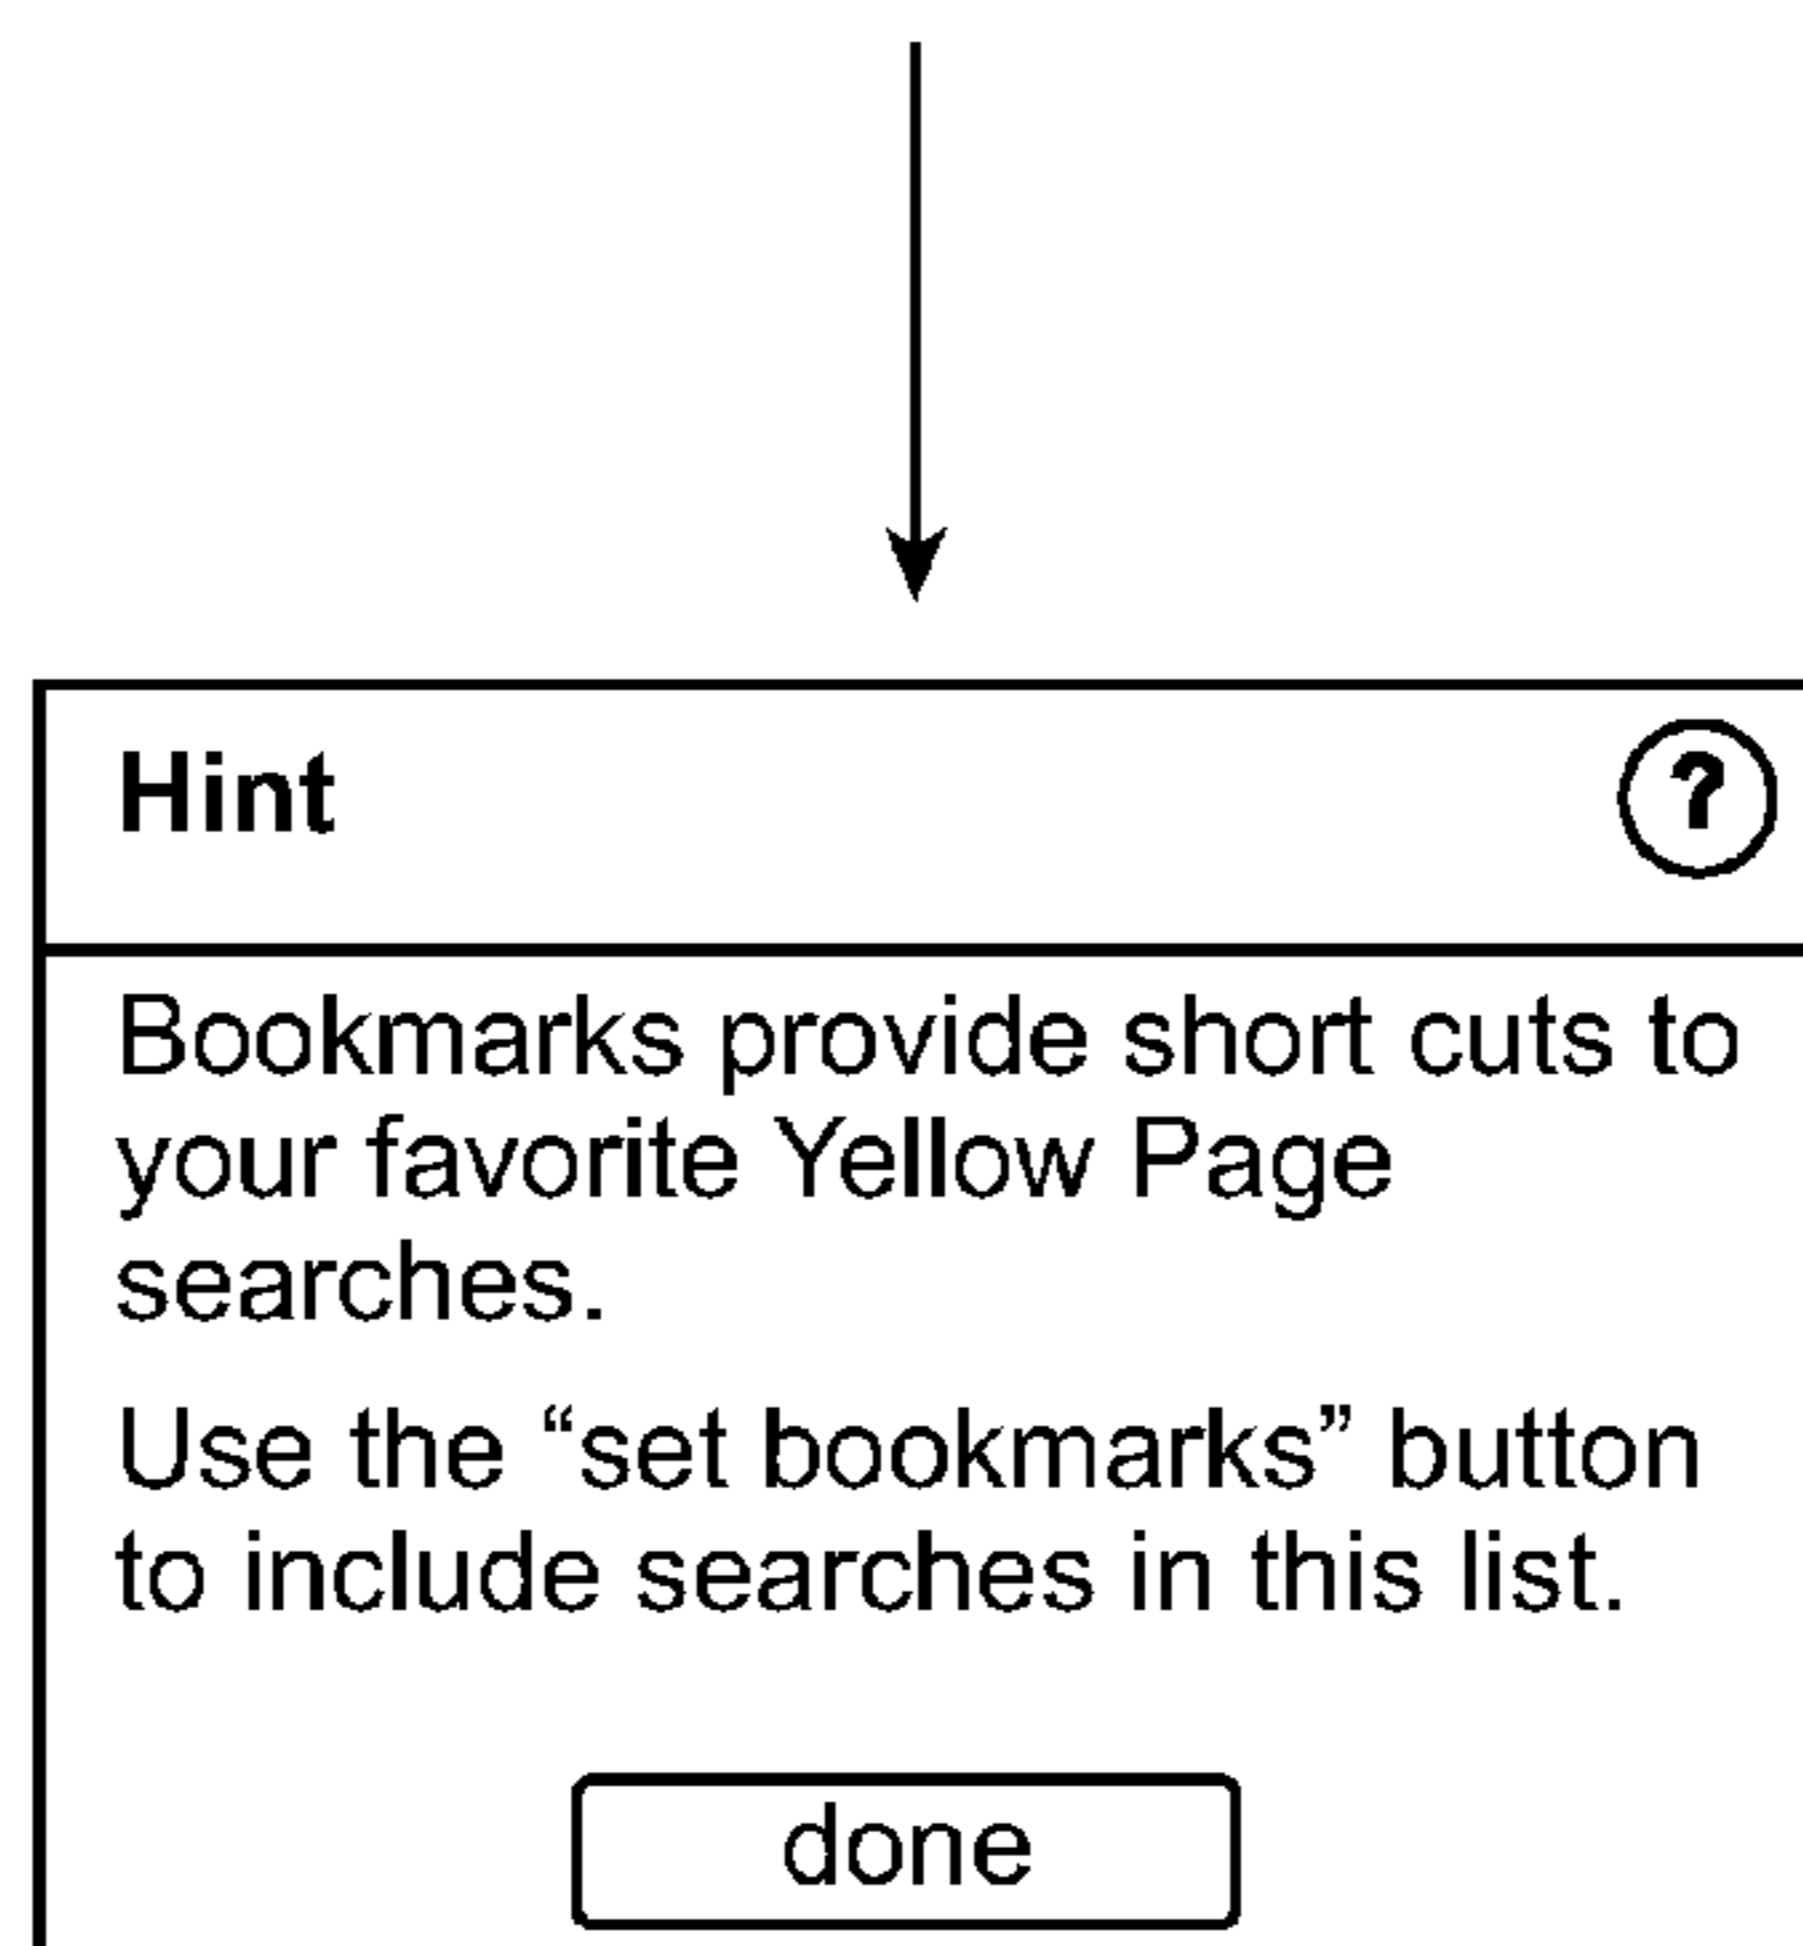 Hint ?
Bookmarks provide short cuts to
your favorite Yellow Page
searches.
Use the “set bookmarks” button
to include searches in this list.
done